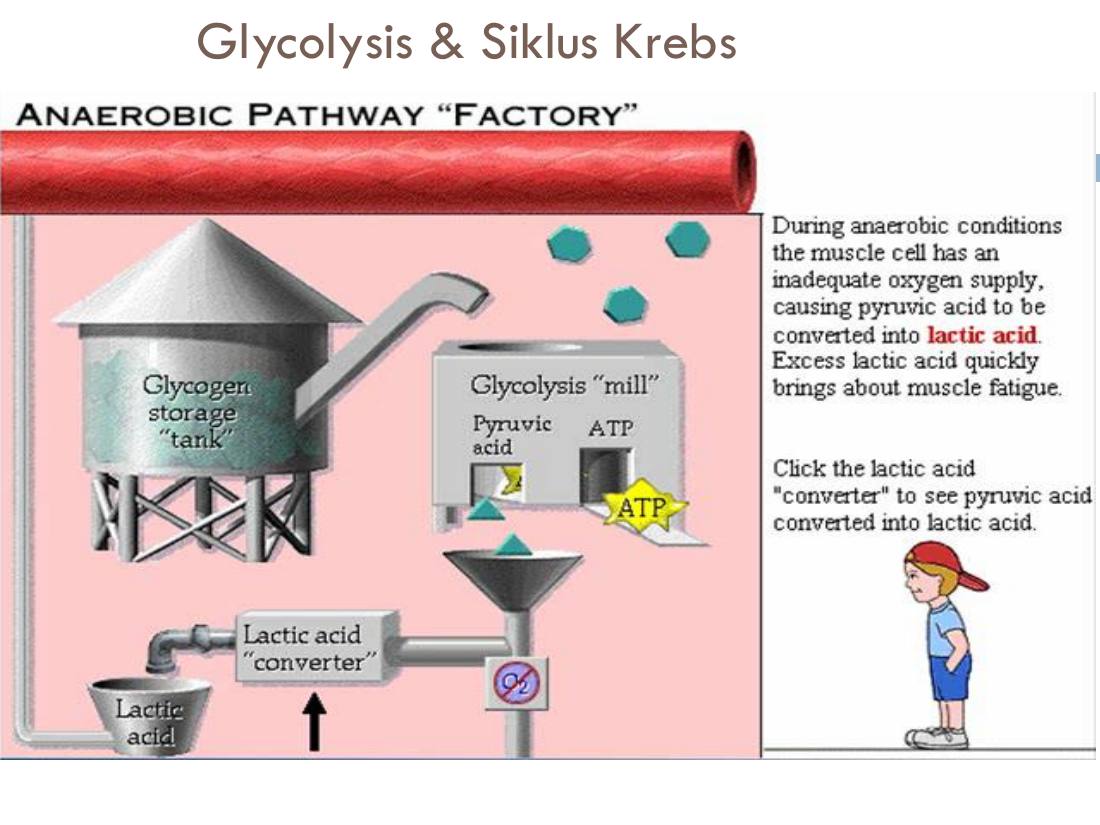 Glycolysis & Siklus Krebs
ANAEROBIC PATHWAY “FACTORY”
During anaerobic conditions
the muscle cell has an
inadequate oxygen supply,
causing pyruvic acid to be
converted into lactic acid.
Excess lactic acid quickly
brings about muscle fatigue.
Glycogen
storage
“tank”
Glycolysis “mill”
Pyruvic
acid
ATP
ATP
Click the lactic acid
"converter" to see pyruvic acid
converted into lactic acid.
Lactic acid
“converter”
O2
Lactic
acid